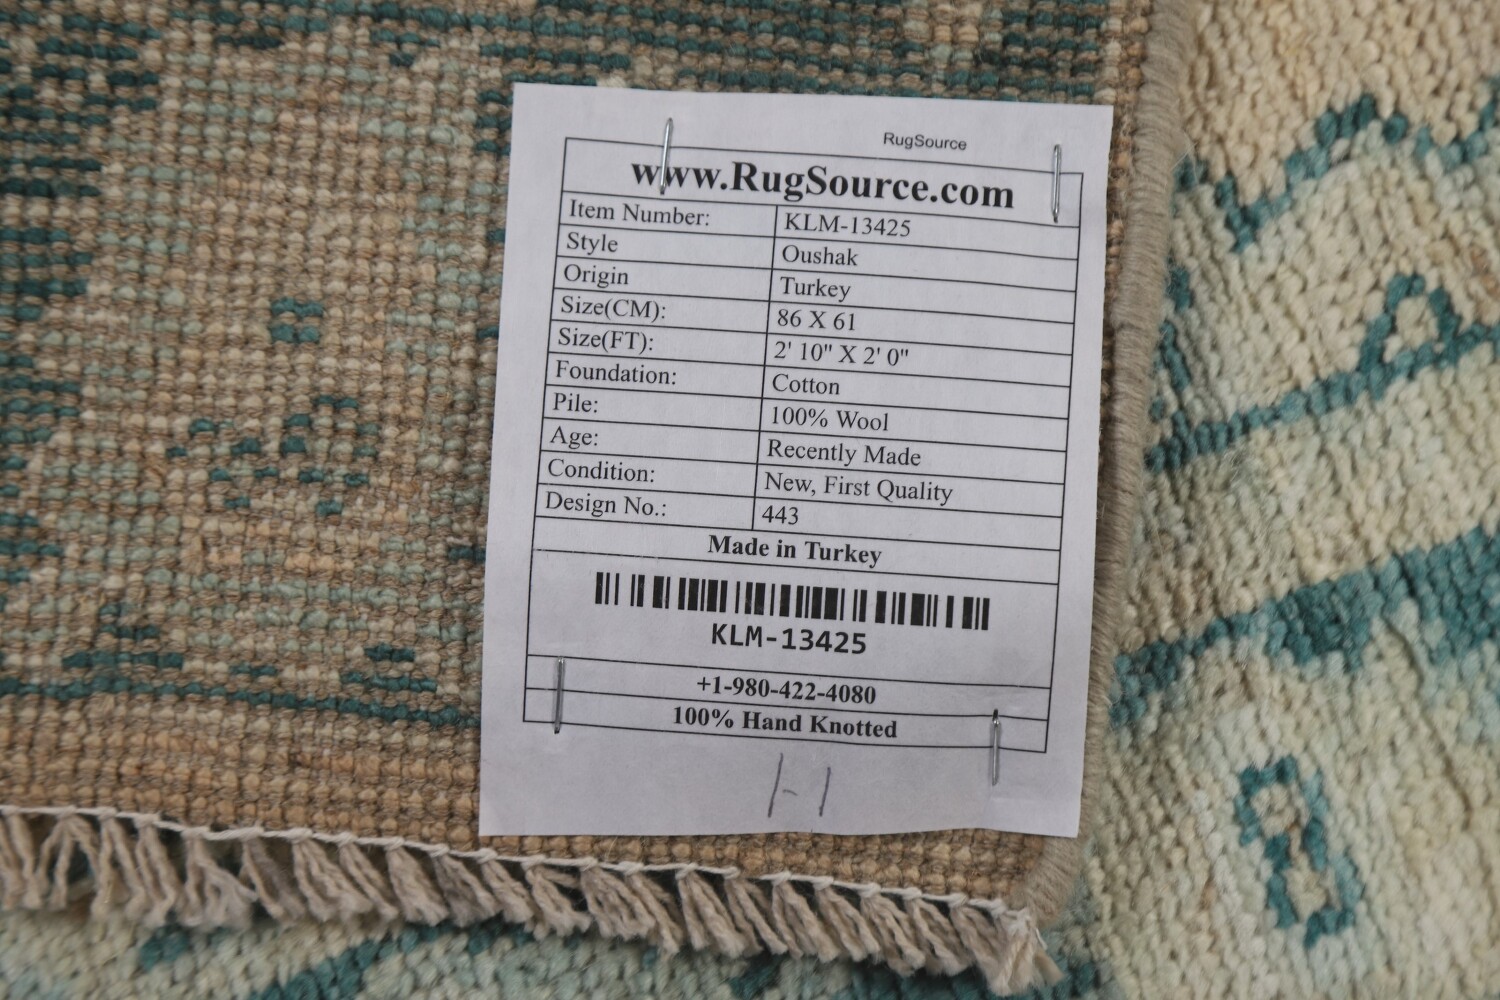 RugSource
www.RugSource.com
Item Number: KLM-13425
Style Oushak
Origin Turkey
Size(CM): 86 X 61
Size(FT): 2' 10" X 2' 0"
Foundation: Cotton
Pile: 100% Wool
Age: Recently Made
Condition: New, First Quality
Design No.: 443
Made in Turkey
KLM-13425
+1-980-422-4080
100% Hand Knotted
1-1